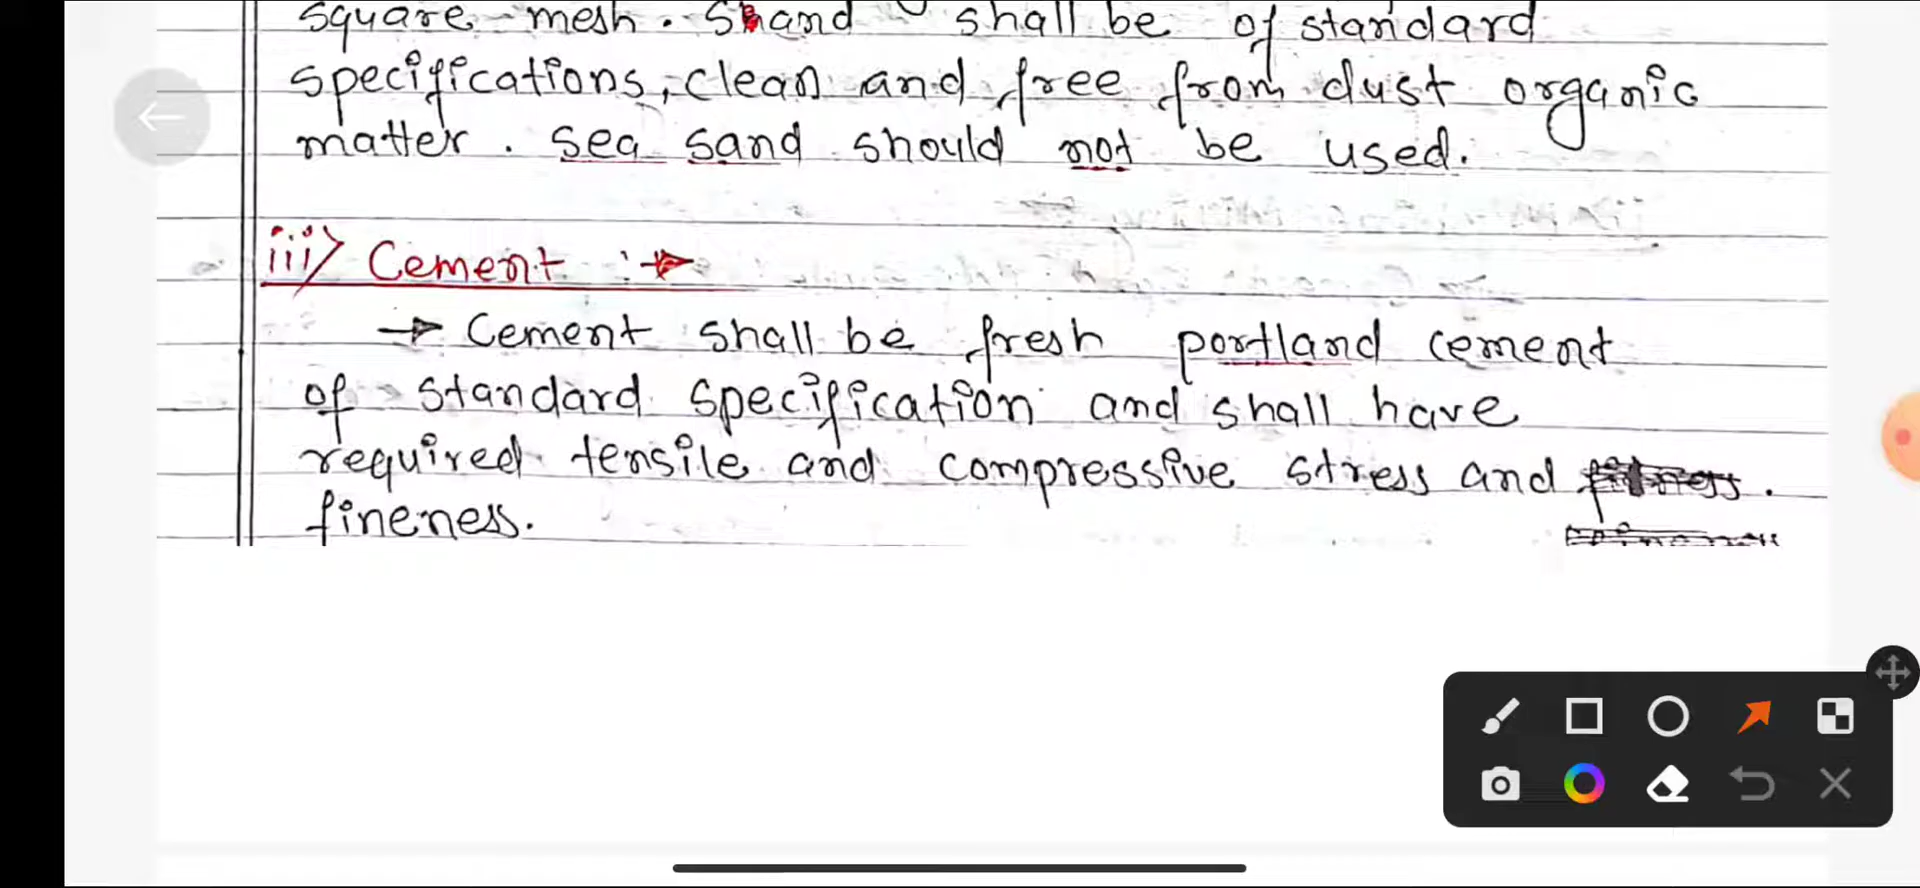 square mesh. Sand shall be of standard
specifications, clean and free from dust organic
matter. sea sand should not be used.
iii) Cement :→
→ Cement shall be fresh portland cement
of standard specification and shall have
required tensile and compressive stress and
fineness.